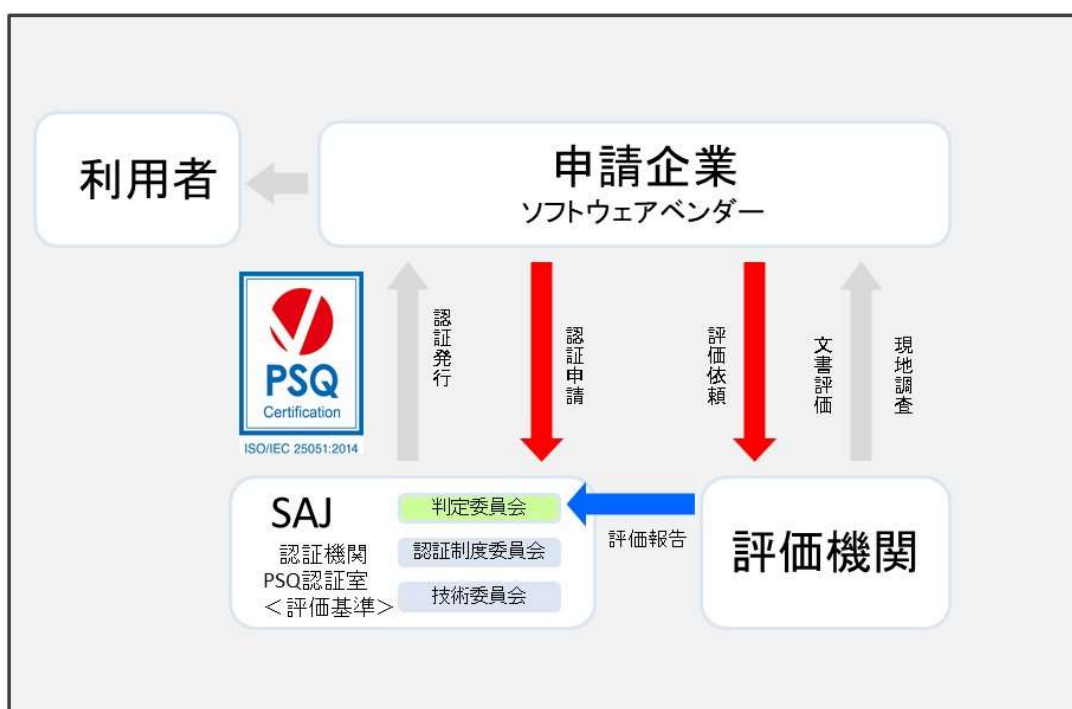 利用者
申請企業
ソフトウェアベンダー
認証発行
認証申請
評価依頼
文書評価
現地調査
PSQ
Certification
ISO/IEC 25051:2014
SAJ
認証機関
PSQ認証室
＜評価基準＞
判定委員会
認証制度委員会
技術委員会
評価報告
評価機関